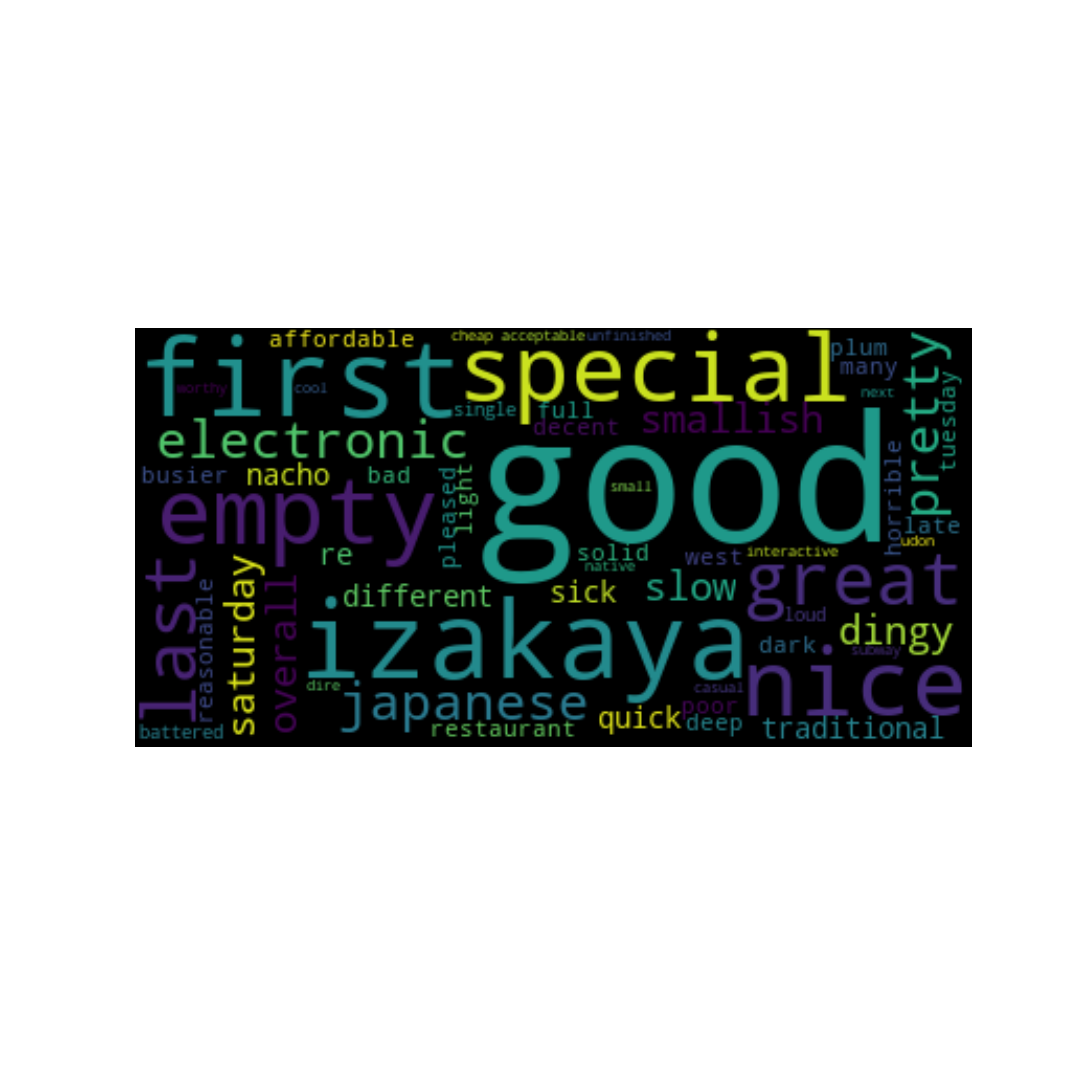 affordable
cheap
acceptable
unfinished
first
special
plum
many
worthy
cool
next
pretty
tuesday
single
full
decent
smallish
electronic
good
busier
nacho
bad
pleased
light
small
horrible
late
udon
empty
re
solid
native
west
interactive
last
reasonable
saturday
overall
different
sick
slow
great
loud
dingy
izakaya
dark
subway
dire
japanese
casual
nice
poor
battered
restaurant
quick
deep
traditional